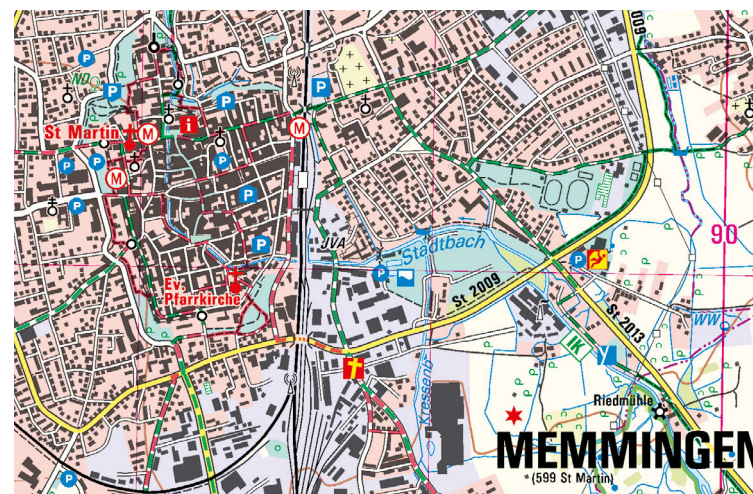 600
ND
P
P
P
St Martin
M
i
M
M
P
P
P
P
P
P
P
P
90
JVA
Stadtbach
P
P
Ev.
Pfarrkirche
St 2009
St 2013
WW
IK
Kressenb
Riedmühle
MEMMINGEN
(599 St Martin)
P